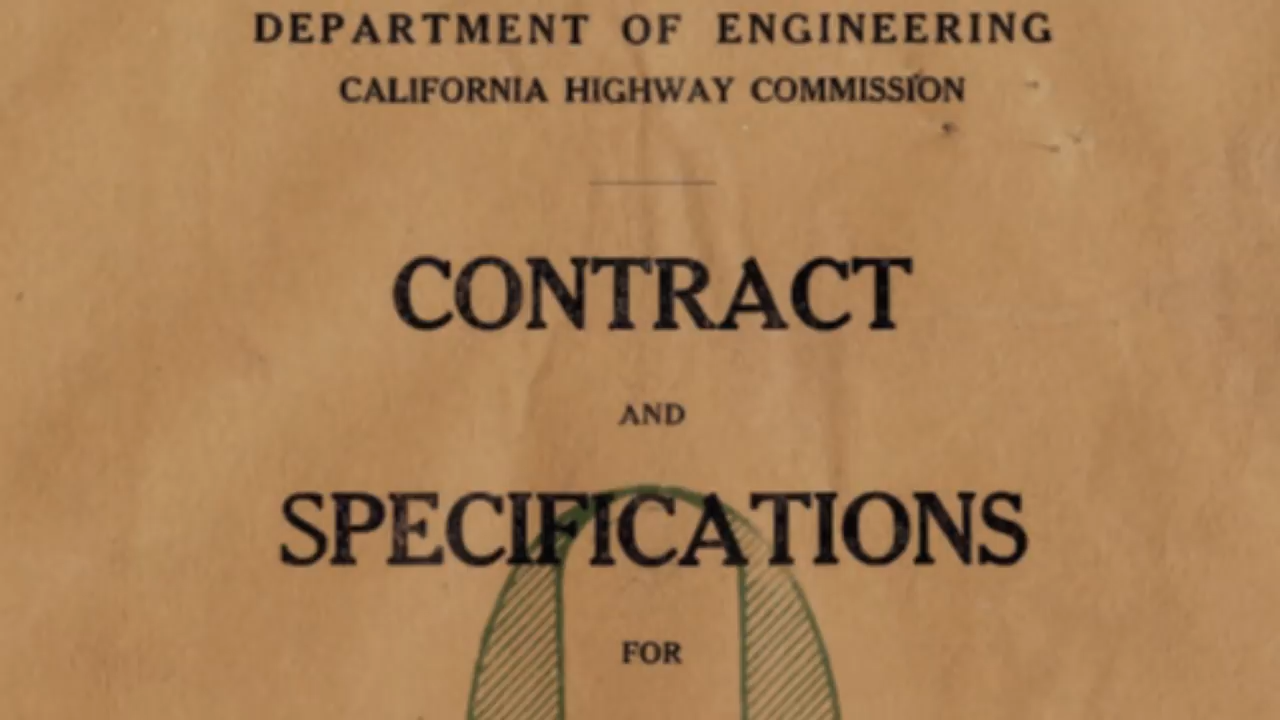 DEPARTMENT OF ENGINEERING
CALIFORNIA HIGHWAY COMMISSION
CONTRACT
AND
SPECIFICATIONS
FOR